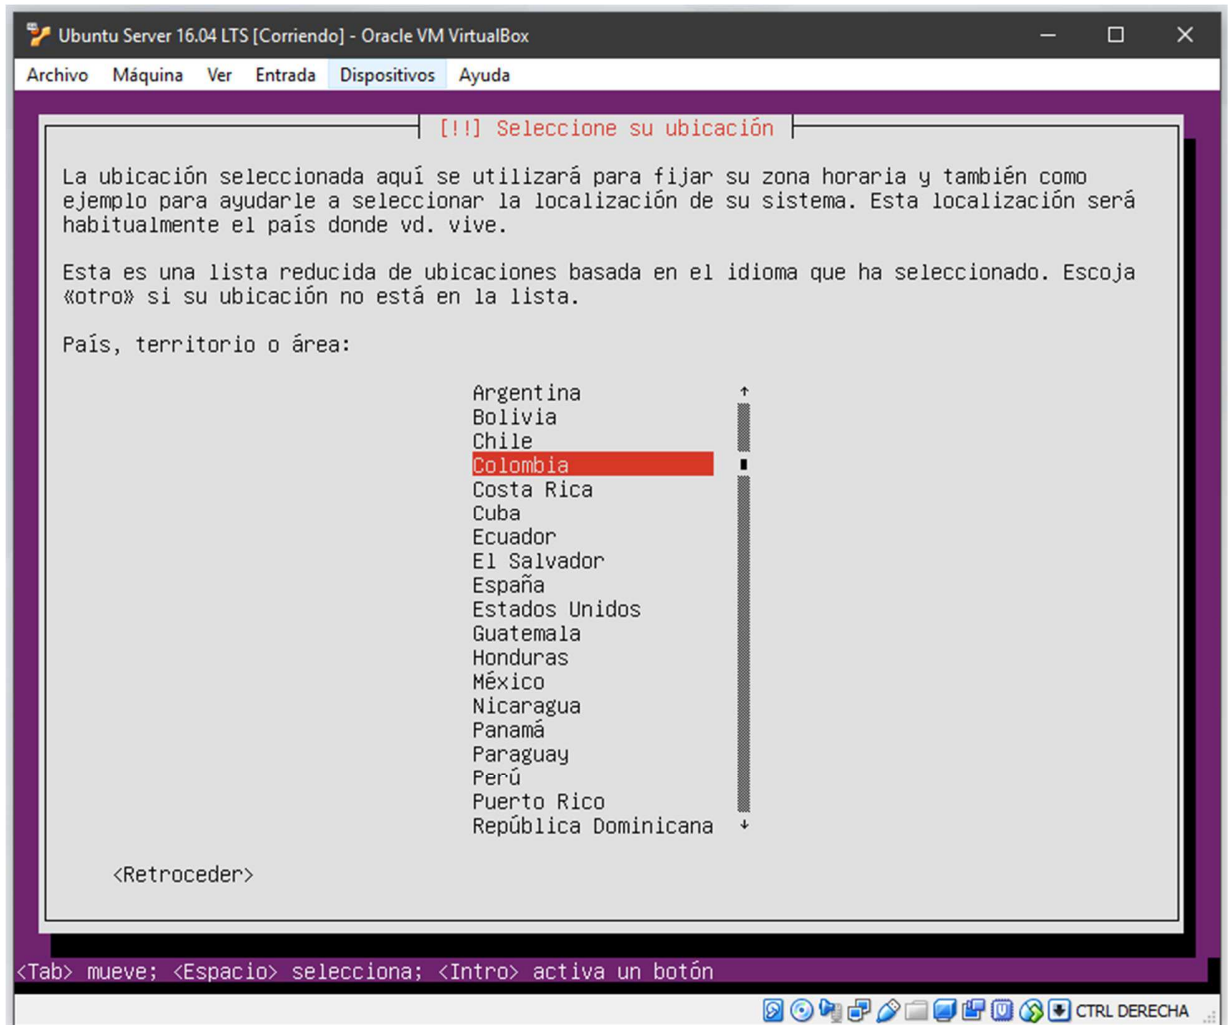 Ubuntu Server 16.04 LTS [Corriendo] - Oracle VM VirtualBox
Archivo Máquina Ver Entrada Dispositivos Ayuda
[!!] Seleccione su ubicación
La ubicación seleccionada aquí se utilizará para fijar su zona horaria y también como
ejemplo para ayudarle a seleccionar la localización de su sistema. Esta localización será
habitualmente el país donde vd. vive.
Esta es una lista reducida de ubicaciones basada en el idioma que ha seleccionado. Escoja
«otro» si su ubicación no está en la lista.
País, territorio o área:
Argentina
Bolivia
Chile
Colombia
Costa Rica
Cuba
Ecuador
El Salvador
España
Estados Unidos
Guatemala
Honduras
México
Nicaragua
Panamá
Paraguay
Perú
Puerto Rico
República Dominicana
<Retroceder>
<Tab> mueve; <Espacio> selecciona; <Intro> activa un botón
CTRL DERECHA